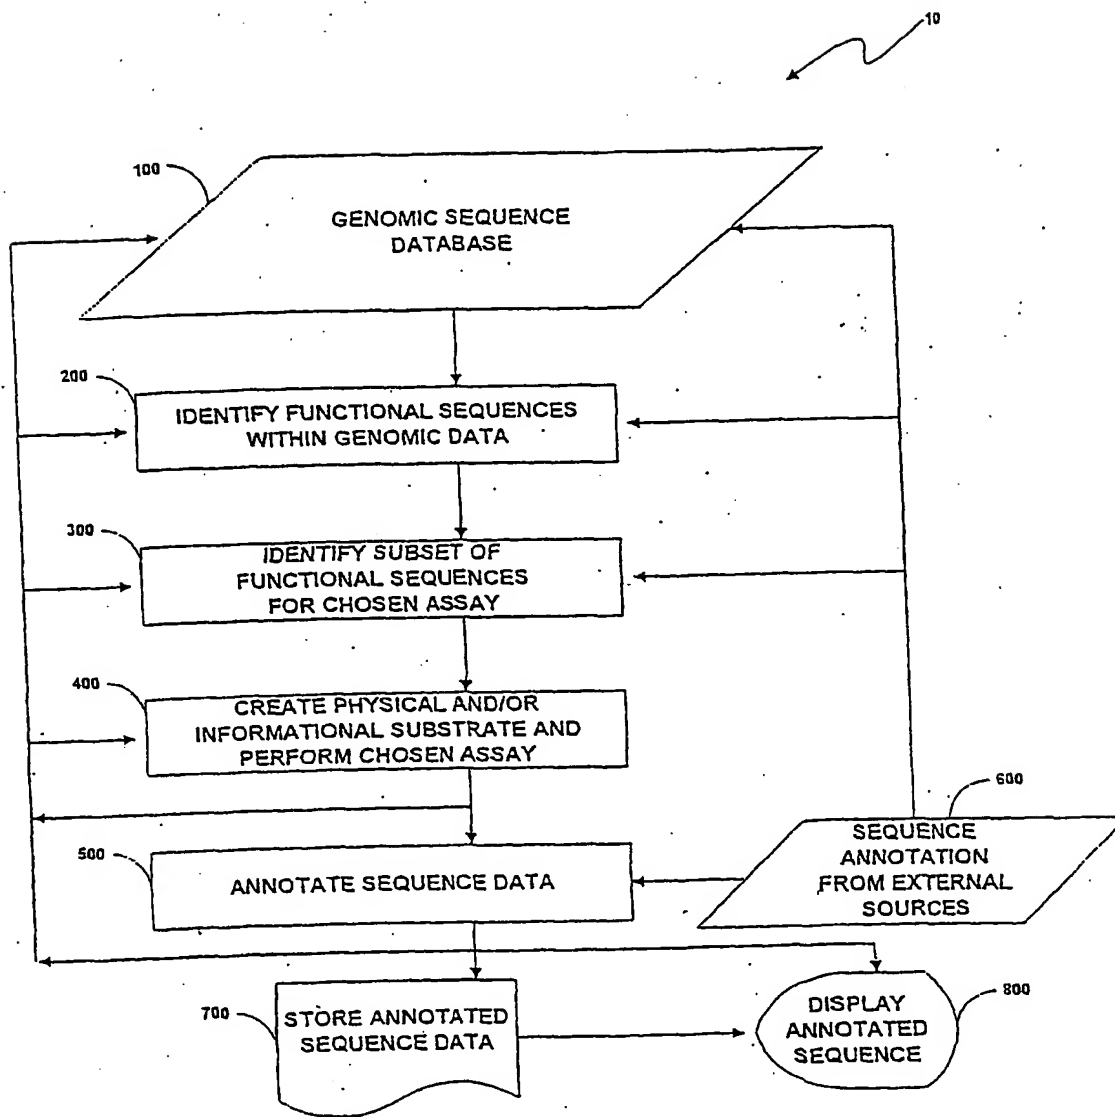 10
100
GENOMIC SEQUENCE
DATABASE
200
IDENTIFY FUNCTIONAL SEQUENCES
WITHIN GENOMIC DATA
300
IDENTIFY SUBSET OF
FUNCTIONAL SEQUENCES
FOR CHOSEN ASSAY
400
CREATE PHYSICAL AND/OR
INFORMATIONAL SUBSTRATE AND
PERFORM CHOSEN ASSAY
600
SEQUENCE
ANNOTATION
FROM EXTERNAL
SOURCES
500
ANNOTATE SEQUENCE DATA
700
STORE ANNOTATED
SEQUENCE DATA
800
DISPLAY
ANNOTATED
SEQUENCE